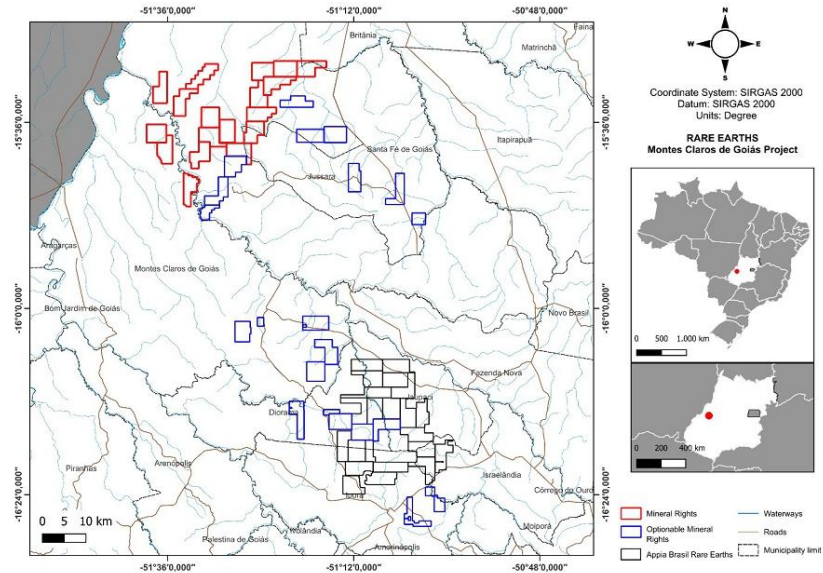 -51°36'0,000"
-51°12'0,000"
-50°48'0,000"
Faina
Britânia
Matrinchã
-15°36'0,000"
-15°36'0,000"
Itapirapuã
Santa Fé de Goiás
Jussara
Aragarças
Montes Claros de Goiás
-16°0'0,000"
-16°0'0,000"
Bom Jardim de Goiás
Novo Brasil
Fazenda Nova
Jaupaci
Diorama
Piranhas
Arenópolis
Israelândia
Córrego do Ouro
-16°24'0,000"
-16°24'0,000"
Iporá
Moiporá
Palestina de Goiás
Amorinópolis
0 5 10 km
-51°36'0,000"
-51°12'0,000"
-50°48'0,000"
N
W
E
S
Coordinate System: SIRGAS 2000
Datum: SIRGAS 2000
Units: Degree
RARE EARTHS
Montes Claros de Goiás Project
0 500 1.000 km
0 200 400 km
Mineral Rights
Optionable Mineral
Rights
Appia Brasil Rare Earths
Waterways
Roads
Municipality limit